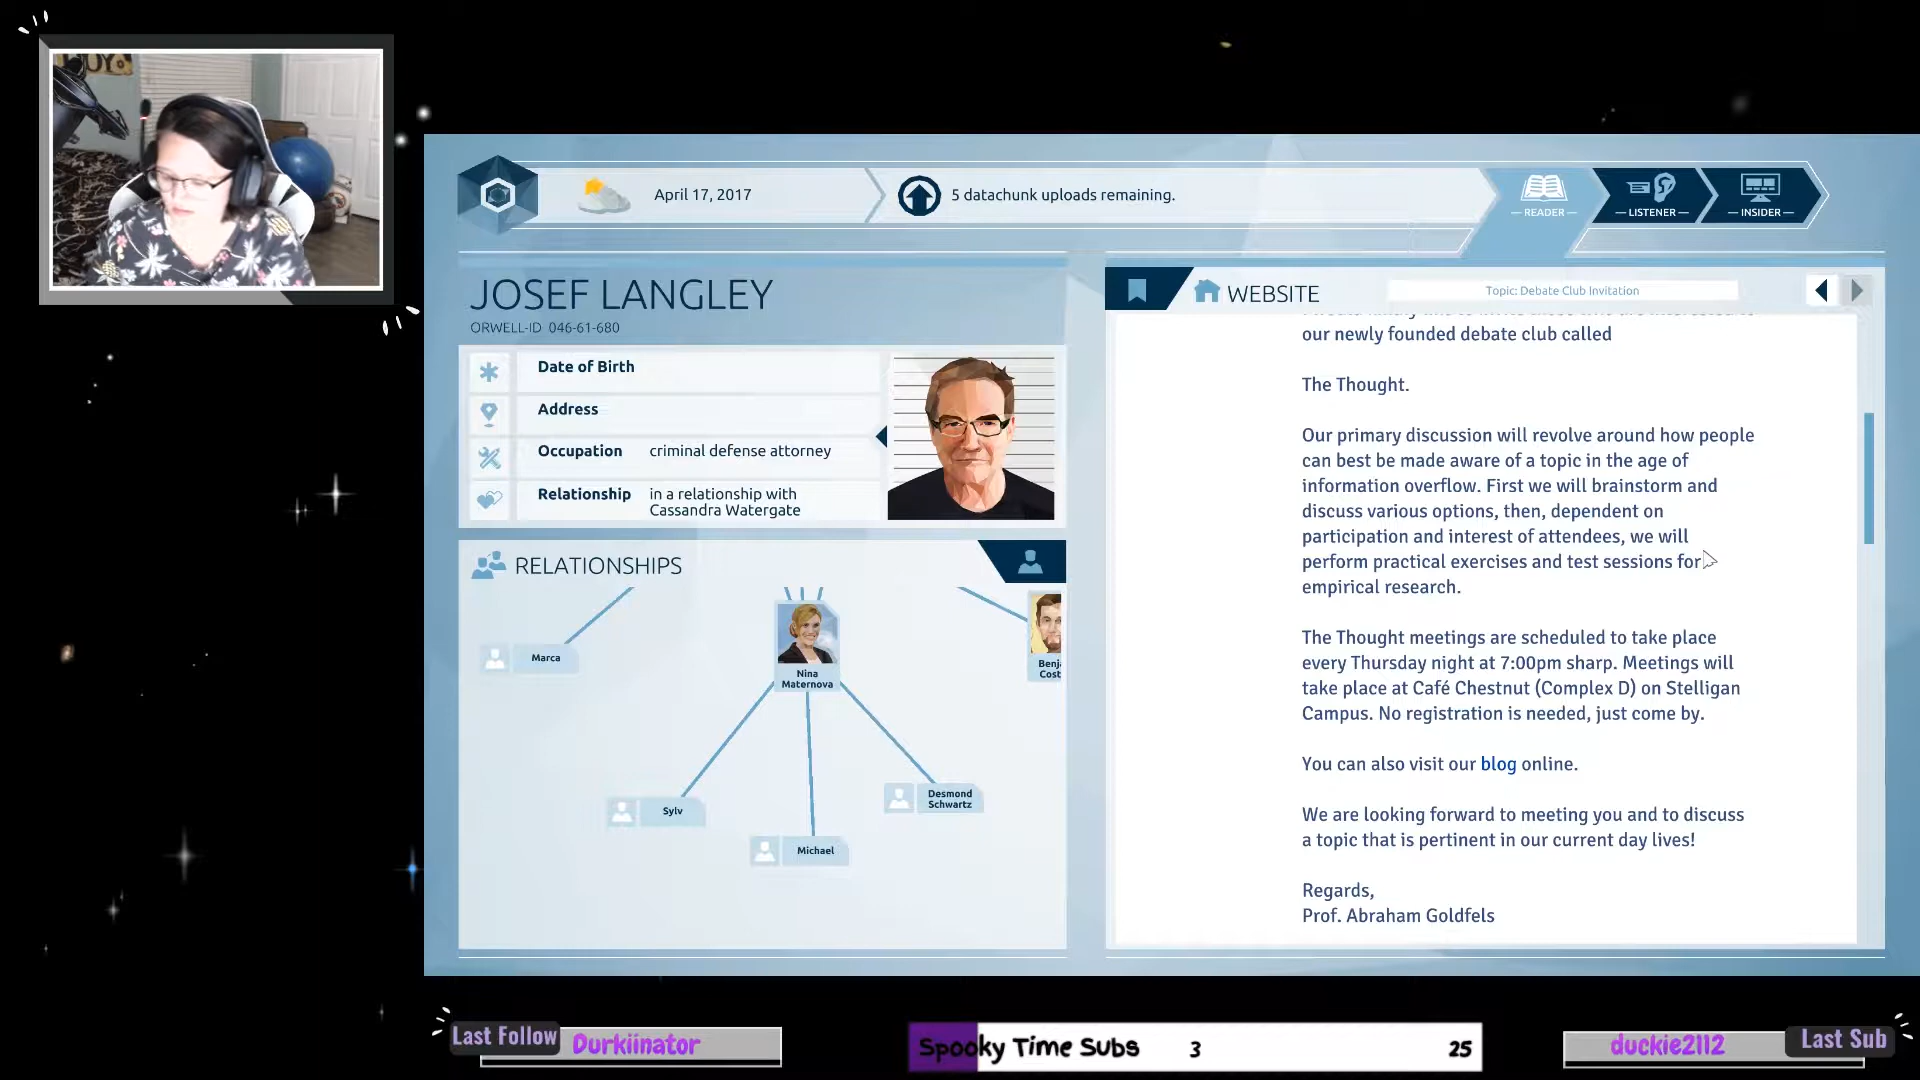 April 17, 2017
5 datachunk uploads remaining.
READER
LISTENER
INSIDER
JOSEF LANGLEY
ORWELL-ID 046-61-680
Date of Birth
Address
Occupation criminal defense attorney
Relationship in a relationship with
Cassandra Watergate
RELATIONSHIPS
Marca
Nina
Maternova
Benj
Cost
Sylv
Michael
Desmond
Schwartz
WEBSITE
Topic: Debate Club Invitation
our newly founded debate club called
The Thought.
Our primary discussion will revolve around how people
can best be made aware of a topic in the age of
information overflow. First we will brainstorm and
discuss various options, then, dependent on
participation and interest of attendees, we will
perform practical exercises and test sessions for
empirical research.
The Thought meetings are scheduled to take place
every Thursday night at 7:00pm sharp. Meetings will
take place at Café Chestnut (Complex D) on Stelligan
Campus. No registration is needed, just come by.
You can also visit our blog online.
We are looking forward to meeting you and to discuss
a topic that is pertinent in our current day lives!
Regards,
Prof. Abraham Goldfels
Last Follow Durkiinator
Spooky Time Subs 3 25
duckie2112 Last Sub